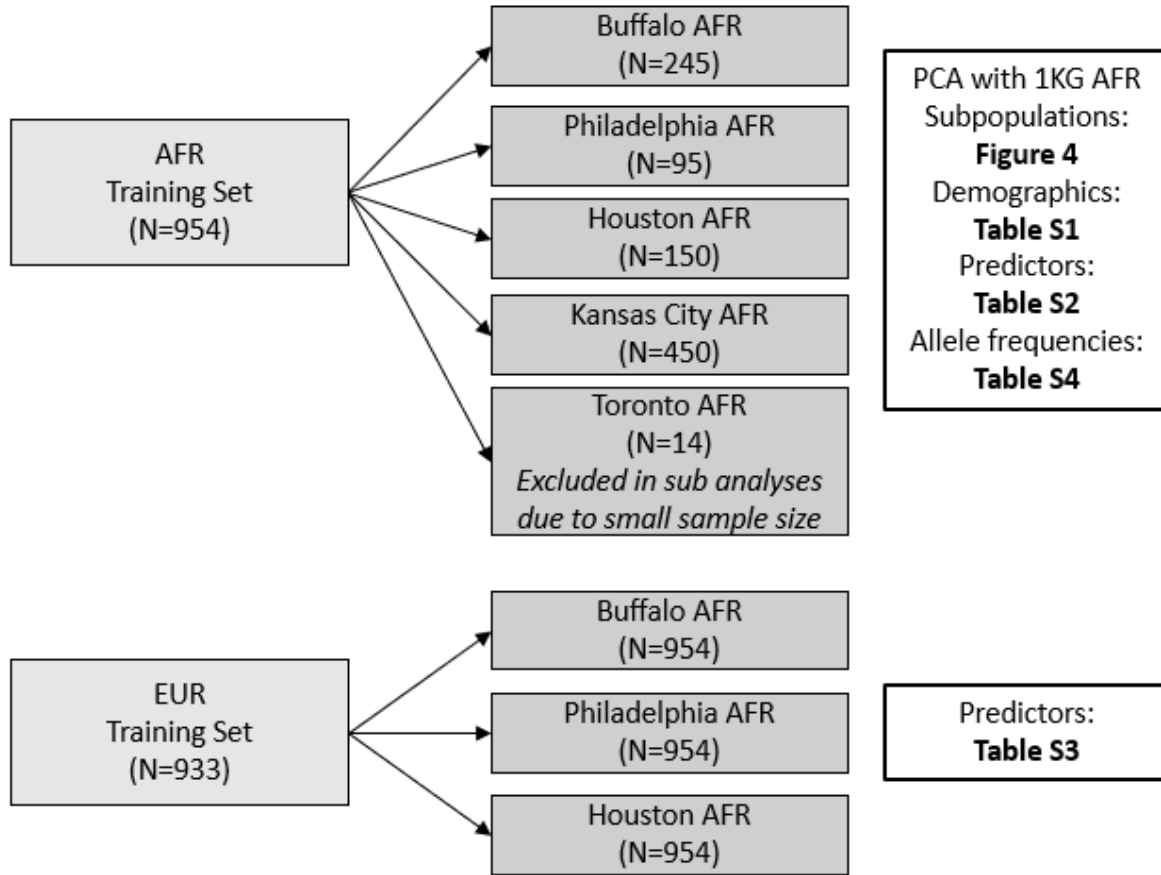 AFR
Training Set
(N=954)
Buffalo AFR
(N=245)
Philadelphia AFR
(N=95)
Houston AFR
(N=150)
Kansas City AFR
(N=450)
Toronto AFR
(N=14)
Excluded in sub analyses
due to small sample size
PCA with 1KG AFR
Subpopulations:
Figure 4
Demographics:
Table S1
Predictors:
Table S2
Allele frequencies:
Table S4
EUR
Training Set
(N=933)
Buffalo AFR
(N=954)
Philadelphia AFR
(N=954)
Houston AFR
(N=954)
Predictors:
Table S3